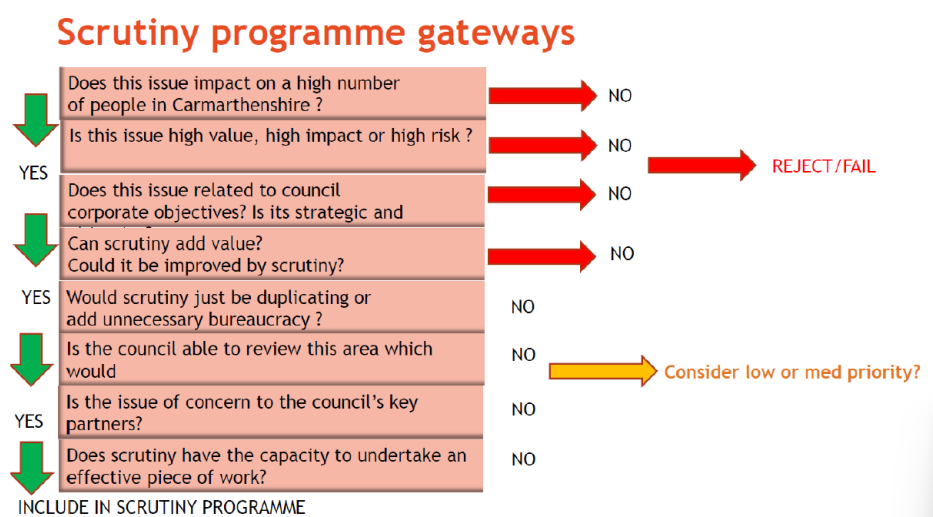 Scrutiny programme gateways
Does this issue impact on a high number
of people in Carmarthenshire ?
NO
Is this issue high value, high impact or high risk ?
NO
YES
REJECT/FAIL
Does this issue related to council
corporate objectives? Is its strategic and
NO
Can scrutiny add value?
Could it be improved by scrutiny?
NO
YES
Would scrutiny just be duplicating or
add unnecessary bureaucracy ?
NO
Is the council able to review this area which
would
NO
Consider low or med priority?
Is the issue of concern to the council's key
partners?
NO
YES
Does scrutiny have the capacity to undertake an
effective piece of work?
NO
INCLUDE IN SCRUTINY PROGRAMME